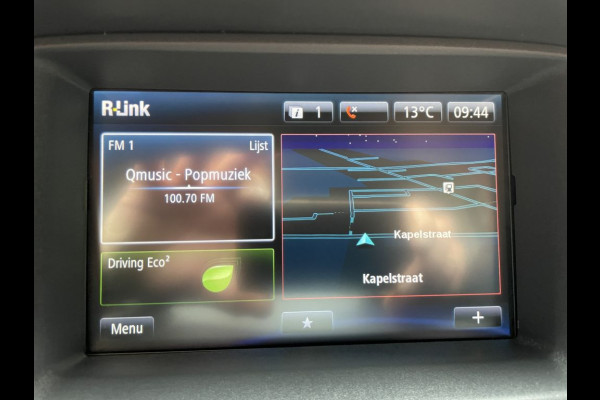 R-Link
i 1
13°C
09:44
FM 1
Lijst
Qmusic - Popmuziek
100.70 FM
Driving Eco²
Kapelstraat
Kapelstraat
Menu
+